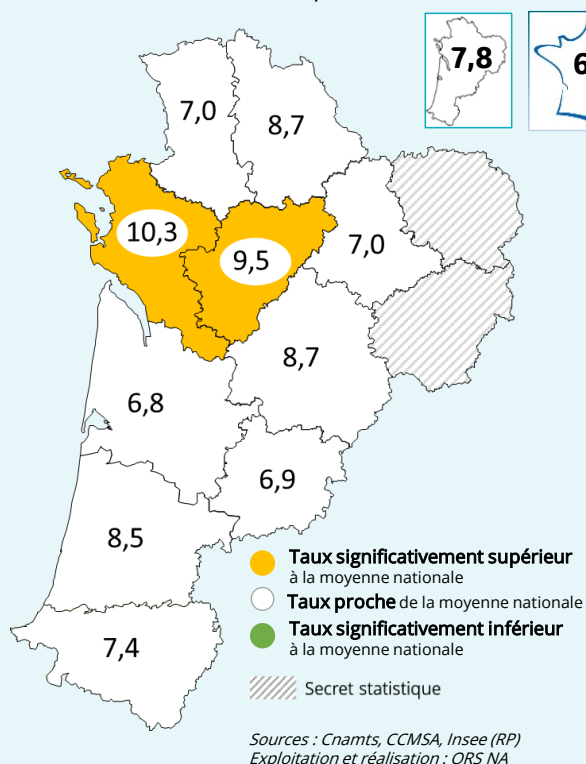 7,8
6
7,0
8,7
10,3
9,5
7,0
8,7
6,8
6,9
8,5
7,4
Taux significativement supérieur
à la moyenne nationale
Taux proche de la moyenne nationale
Taux significativement inférieur
à la moyenne nationale
Secret statistique
Sources : Cnamts, CCMSA, Insee (RP)
Exploitation et réalisation : ORS NA